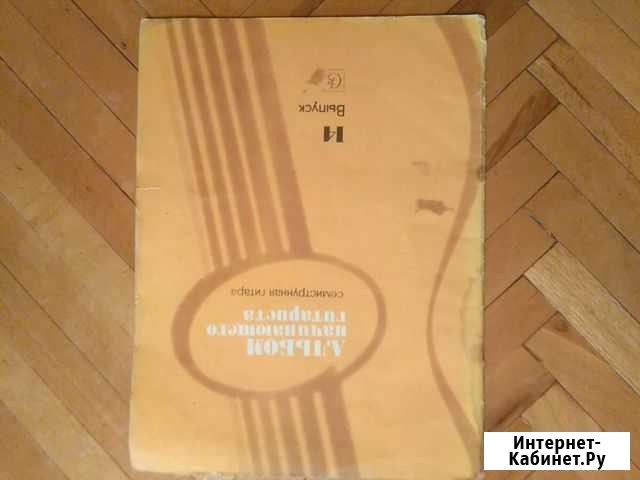 АЛЬБОМ
начинающего
гитариста
семиструнная гитара
14
Выпуск
Интернет-
Кабинет.Ру